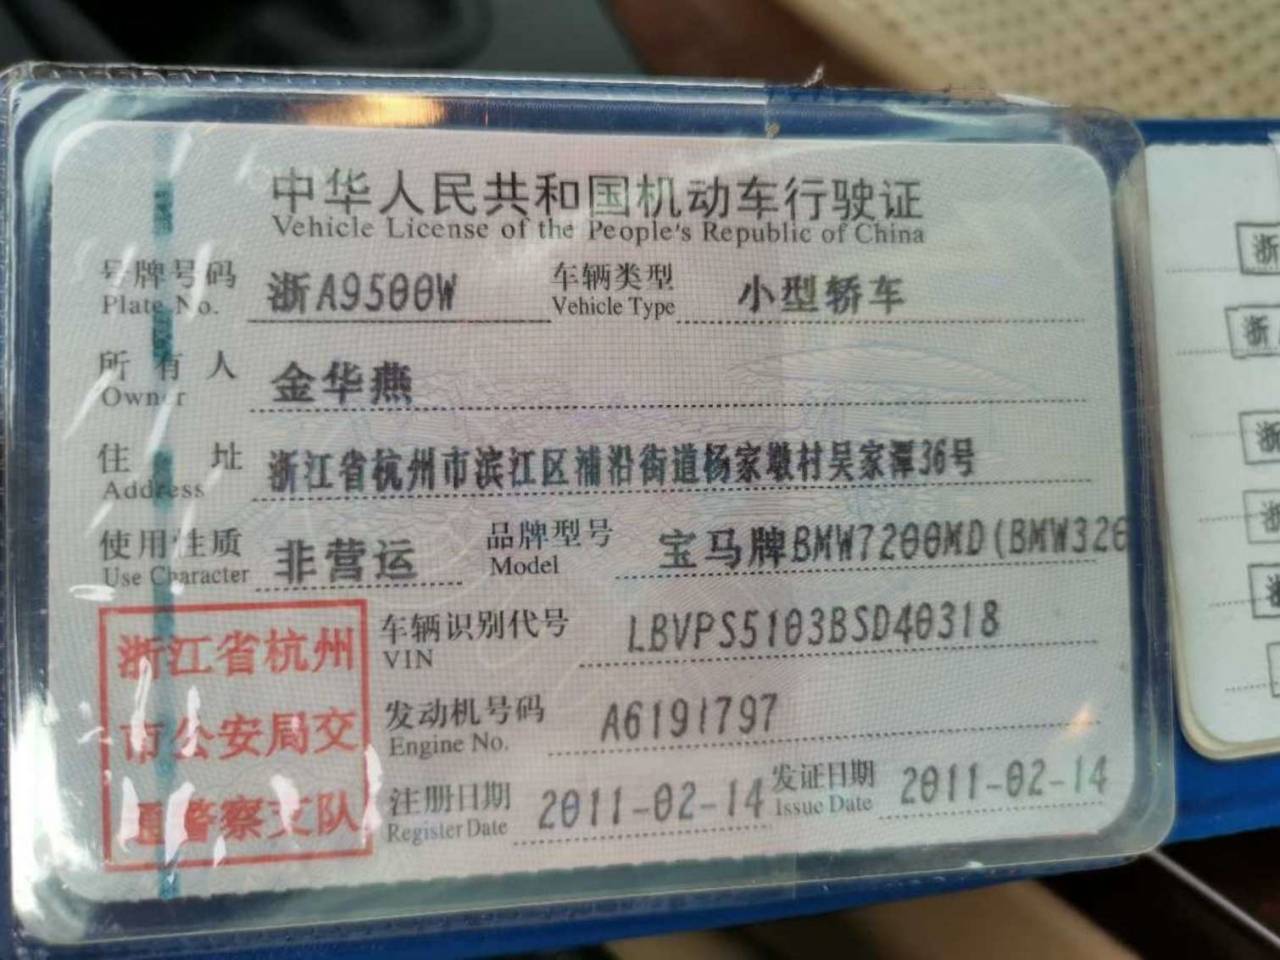 中华人民共和国机动车行驶证
Vehicle License of the People's Republic of China
号牌号码 浙A9500W 车辆类型 小型轿车
Plate No. Vehicle Type
所有人 金华燕
Owner
住址 浙江省杭州市滨江区浦沿街道杨家墩村吴家潭36号
Address
使用性质 非营运 品牌型号 宝马牌BMW7200MD(BMW320
Use Character Model
浙江省杭州
市公安局交
通警察支队
车辆识别代号 LBVPS5103BSD40318
VIN
发动机号码 A6191797
Engine No.
注册日期 2011-02-14 发证日期 2011-02-14
Register Date Issue Date
浙
浙
浙
浙